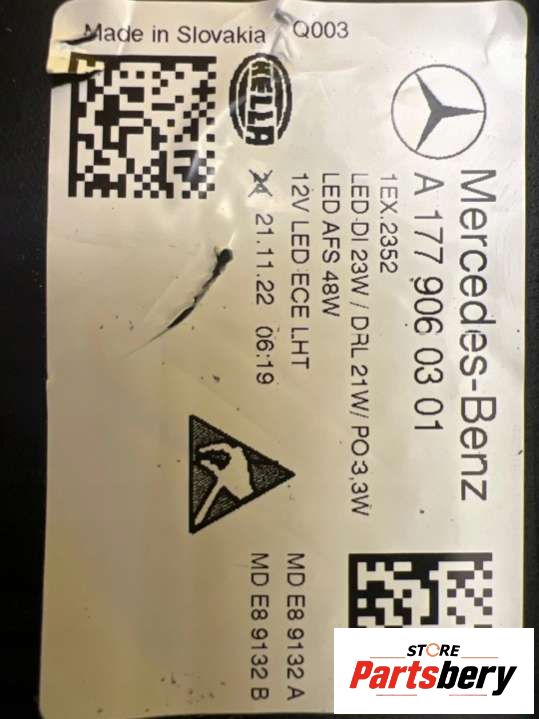 Made in Slovakia Q003
HELLA
Mercedes-Benz
A 177 906 03 01
1EX.2352
LED-DI 23W / DRL 21W/ PO 3,3W
LED AFS 48W
12V LED ECE LHT
21.11.22 06:19
MD E8 9132 A
MD E8 9132 B
STORE
Partsbery